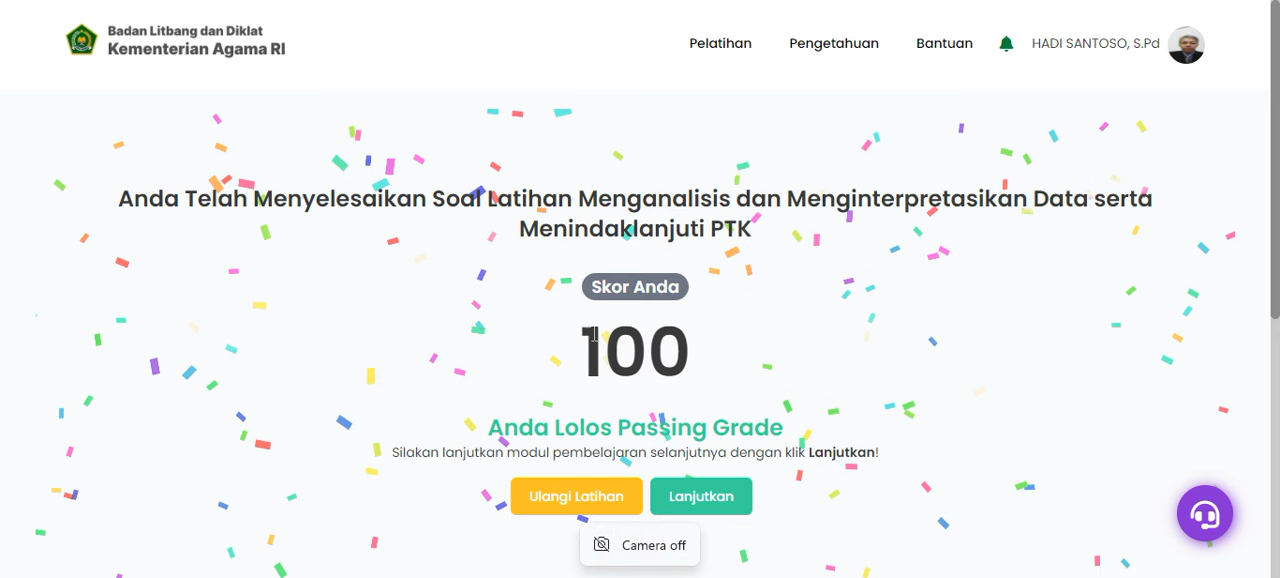 Badan Litbang dan Diklat
Kementerian Agama RI
Pelatihan
Pengetahuan
Bantuan
HADI SANTOSO, S.Pd
Anda Telah Menyelesaikan Soal Latihan Menganalisis dan Menginterpretasikan Data serta
Menindaklanjuti PTK
Skor Anda
100
Anda Lolos Passing Grade
Silakan lanjutkan modul pembelajaran selanjutnya dengan klik Lanjutkan!
Ulangi Latihan
Lanjutkan
Camera off